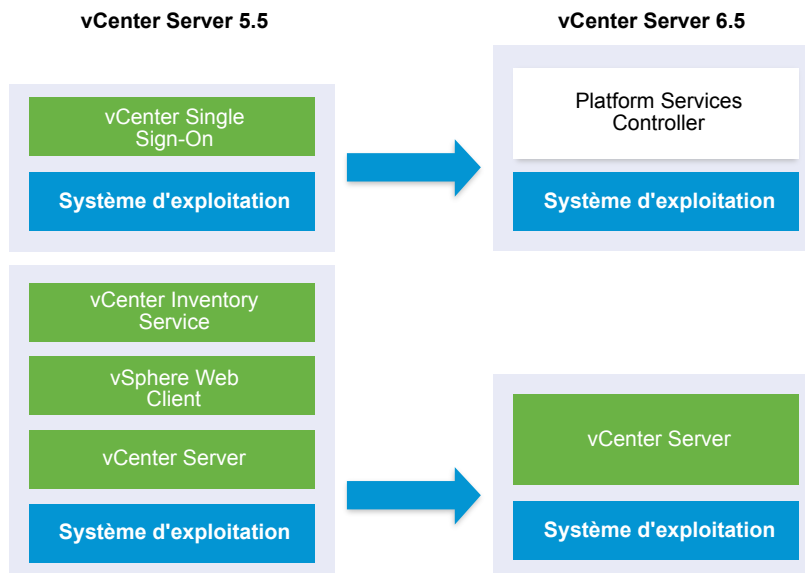 vCenter Server 5.5
vCenter Server 6.5
vCenter Single
Sign-On
Système d'exploitation
Platform Services
Controller
Système d'exploitation
vCenter Inventory
Service
vSphere Web
Client
vCenter Server
Système d'exploitation
vCenter Server
Système d'exploitation